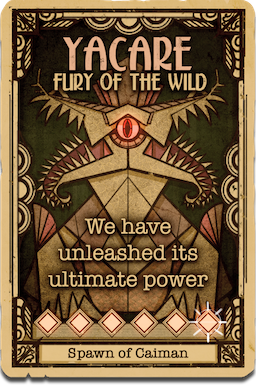 YACARE
FURY OF THE WILD
We have
unleashed its
ultimate power
Spawn of Caiman